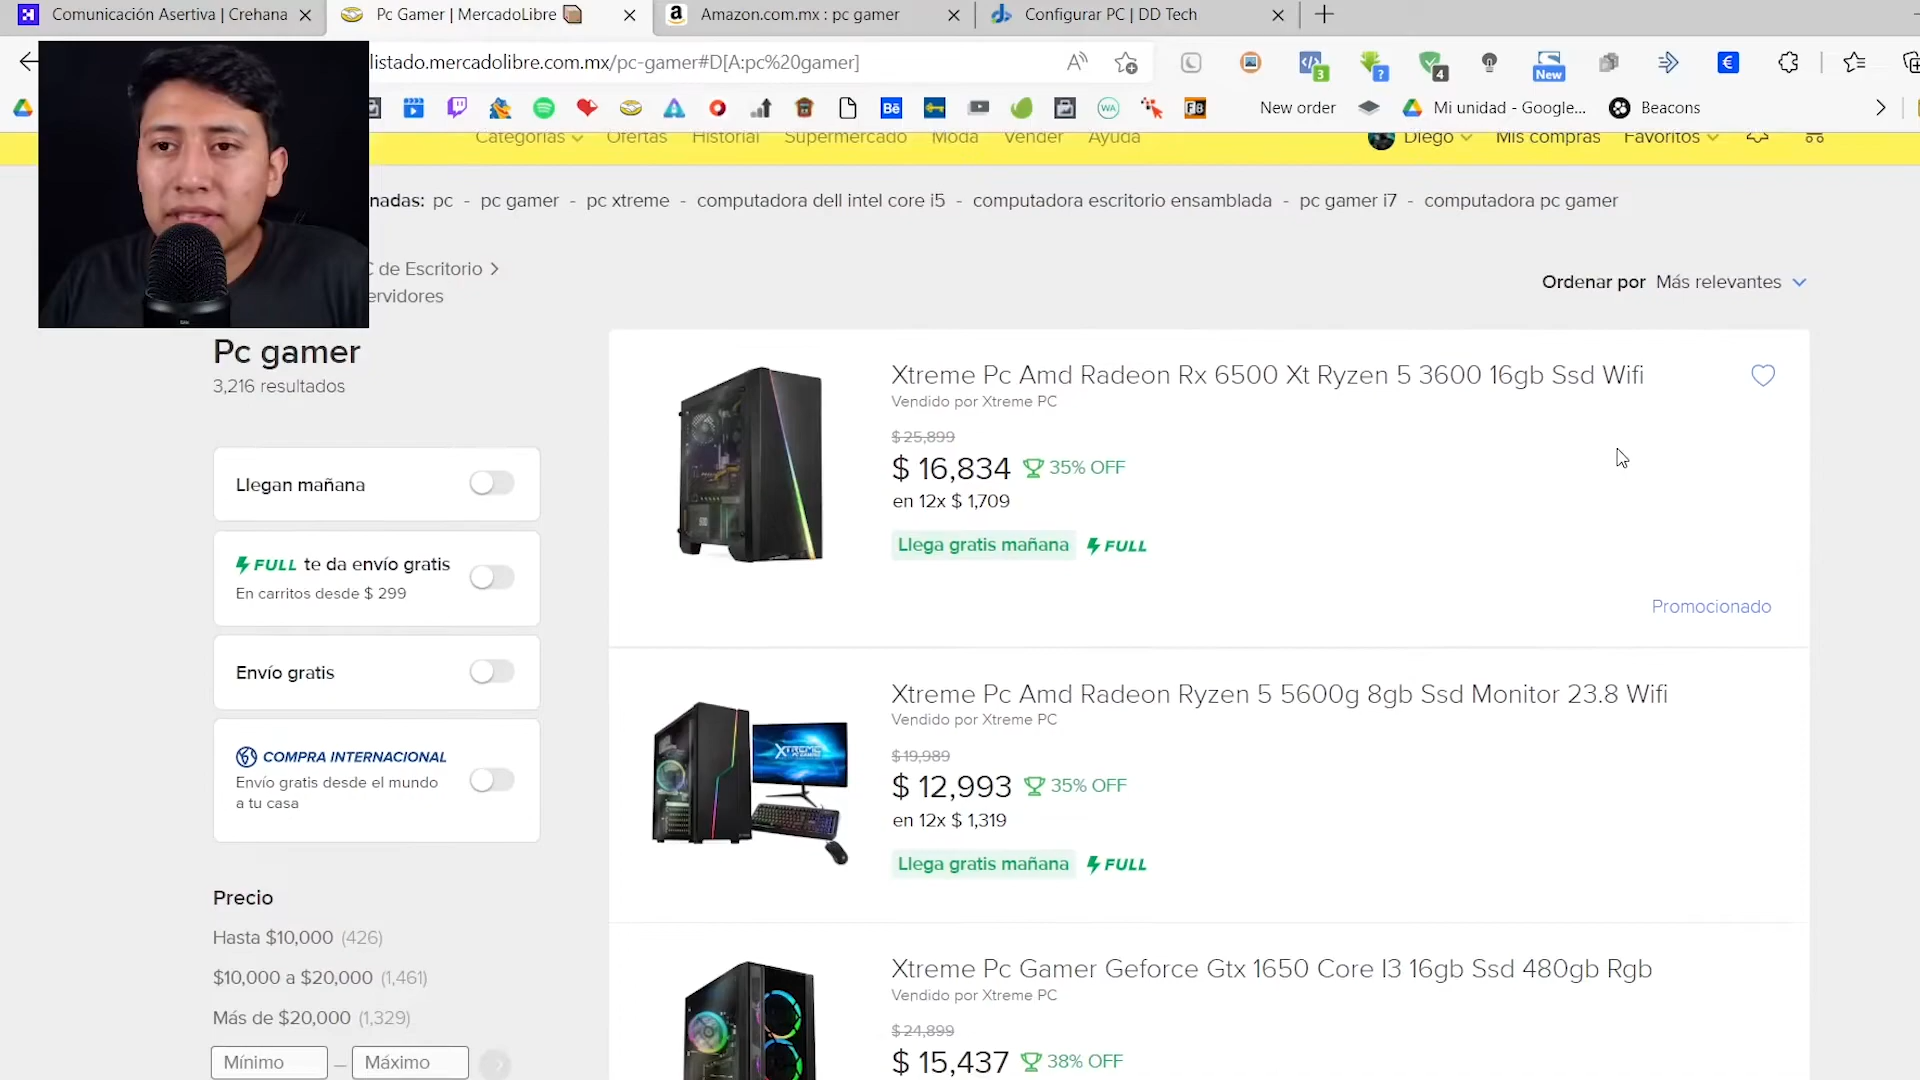 Comunicación Asertiva | Crehana
Pc Gamer | MercadoLibre
Amazon.com.mx : pc gamer
Configurar PC | DD Tech
listado.mercadolibre.com.mx/pc-gamer#D[A:pc%20gamer]
3
?
4
New
€
Bē
WA
FB
New order
Mi unidad - Google...
Beacons
Categorías
Ofertas
Historial
Supermercado
Moda
Vender
Ayuda
Diego
Mis compras
Favoritos
nadas: pc - pc gamer - pc xtreme - computadora dell intel core i5 - computadora escritorio ensamblada - pc gamer i7 - computadora pc gamer
C de Escritorio
ervidores
Ordenar por Más relevantes
Pc gamer
3,216 resultados
Llegan mañana
FULL te da envío gratis
En carritos desde $ 299
Envío gratis
COMPRA INTERNACIONAL
Envío gratis desde el mundo
a tu casa
Precio
Hasta $10,000 (426)
$10,000 a $20,000 (1,461)
Más de $20,000 (1,329)
Mínimo — Máximo
Xtreme Pc Amd Radeon Rx 6500 Xt Ryzen 5 3600 16gb Ssd Wifi
Vendido por Xtreme PC
$ 25,899
$ 16,834 35% OFF
en 12x $ 1,709
Llega gratis mañana FULL
Promocionado
Xtreme Pc Amd Radeon Ryzen 5 5600g 8gb Ssd Monitor 23.8 Wifi
Vendido por Xtreme PC
$ 19,989
$ 12,993 35% OFF
en 12x $ 1,319
Llega gratis mañana FULL
XTREME
Xtreme Pc Gamer Geforce Gtx 1650 Core I3 16gb Ssd 480gb Rgb
Vendido por Xtreme PC
$ 24,899
$ 15,437 38% OFF